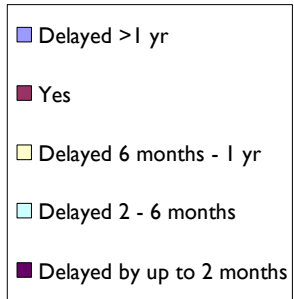 Delayed >1 yr
Yes
Delayed 6 months - 1 yr
Delayed 2 - 6 months
Delayed by up to 2 months